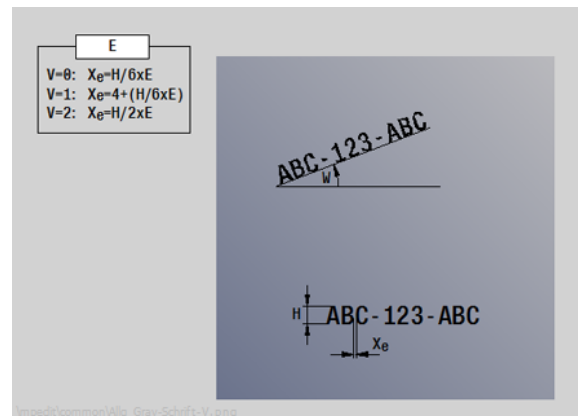 E
V=0: Xe=H/6xE
V=1: Xe=4+(H/6xE)
V=2: Xe=H/2xE
ABC-123-ABC
W
H
ABC-123-ABC
Xe